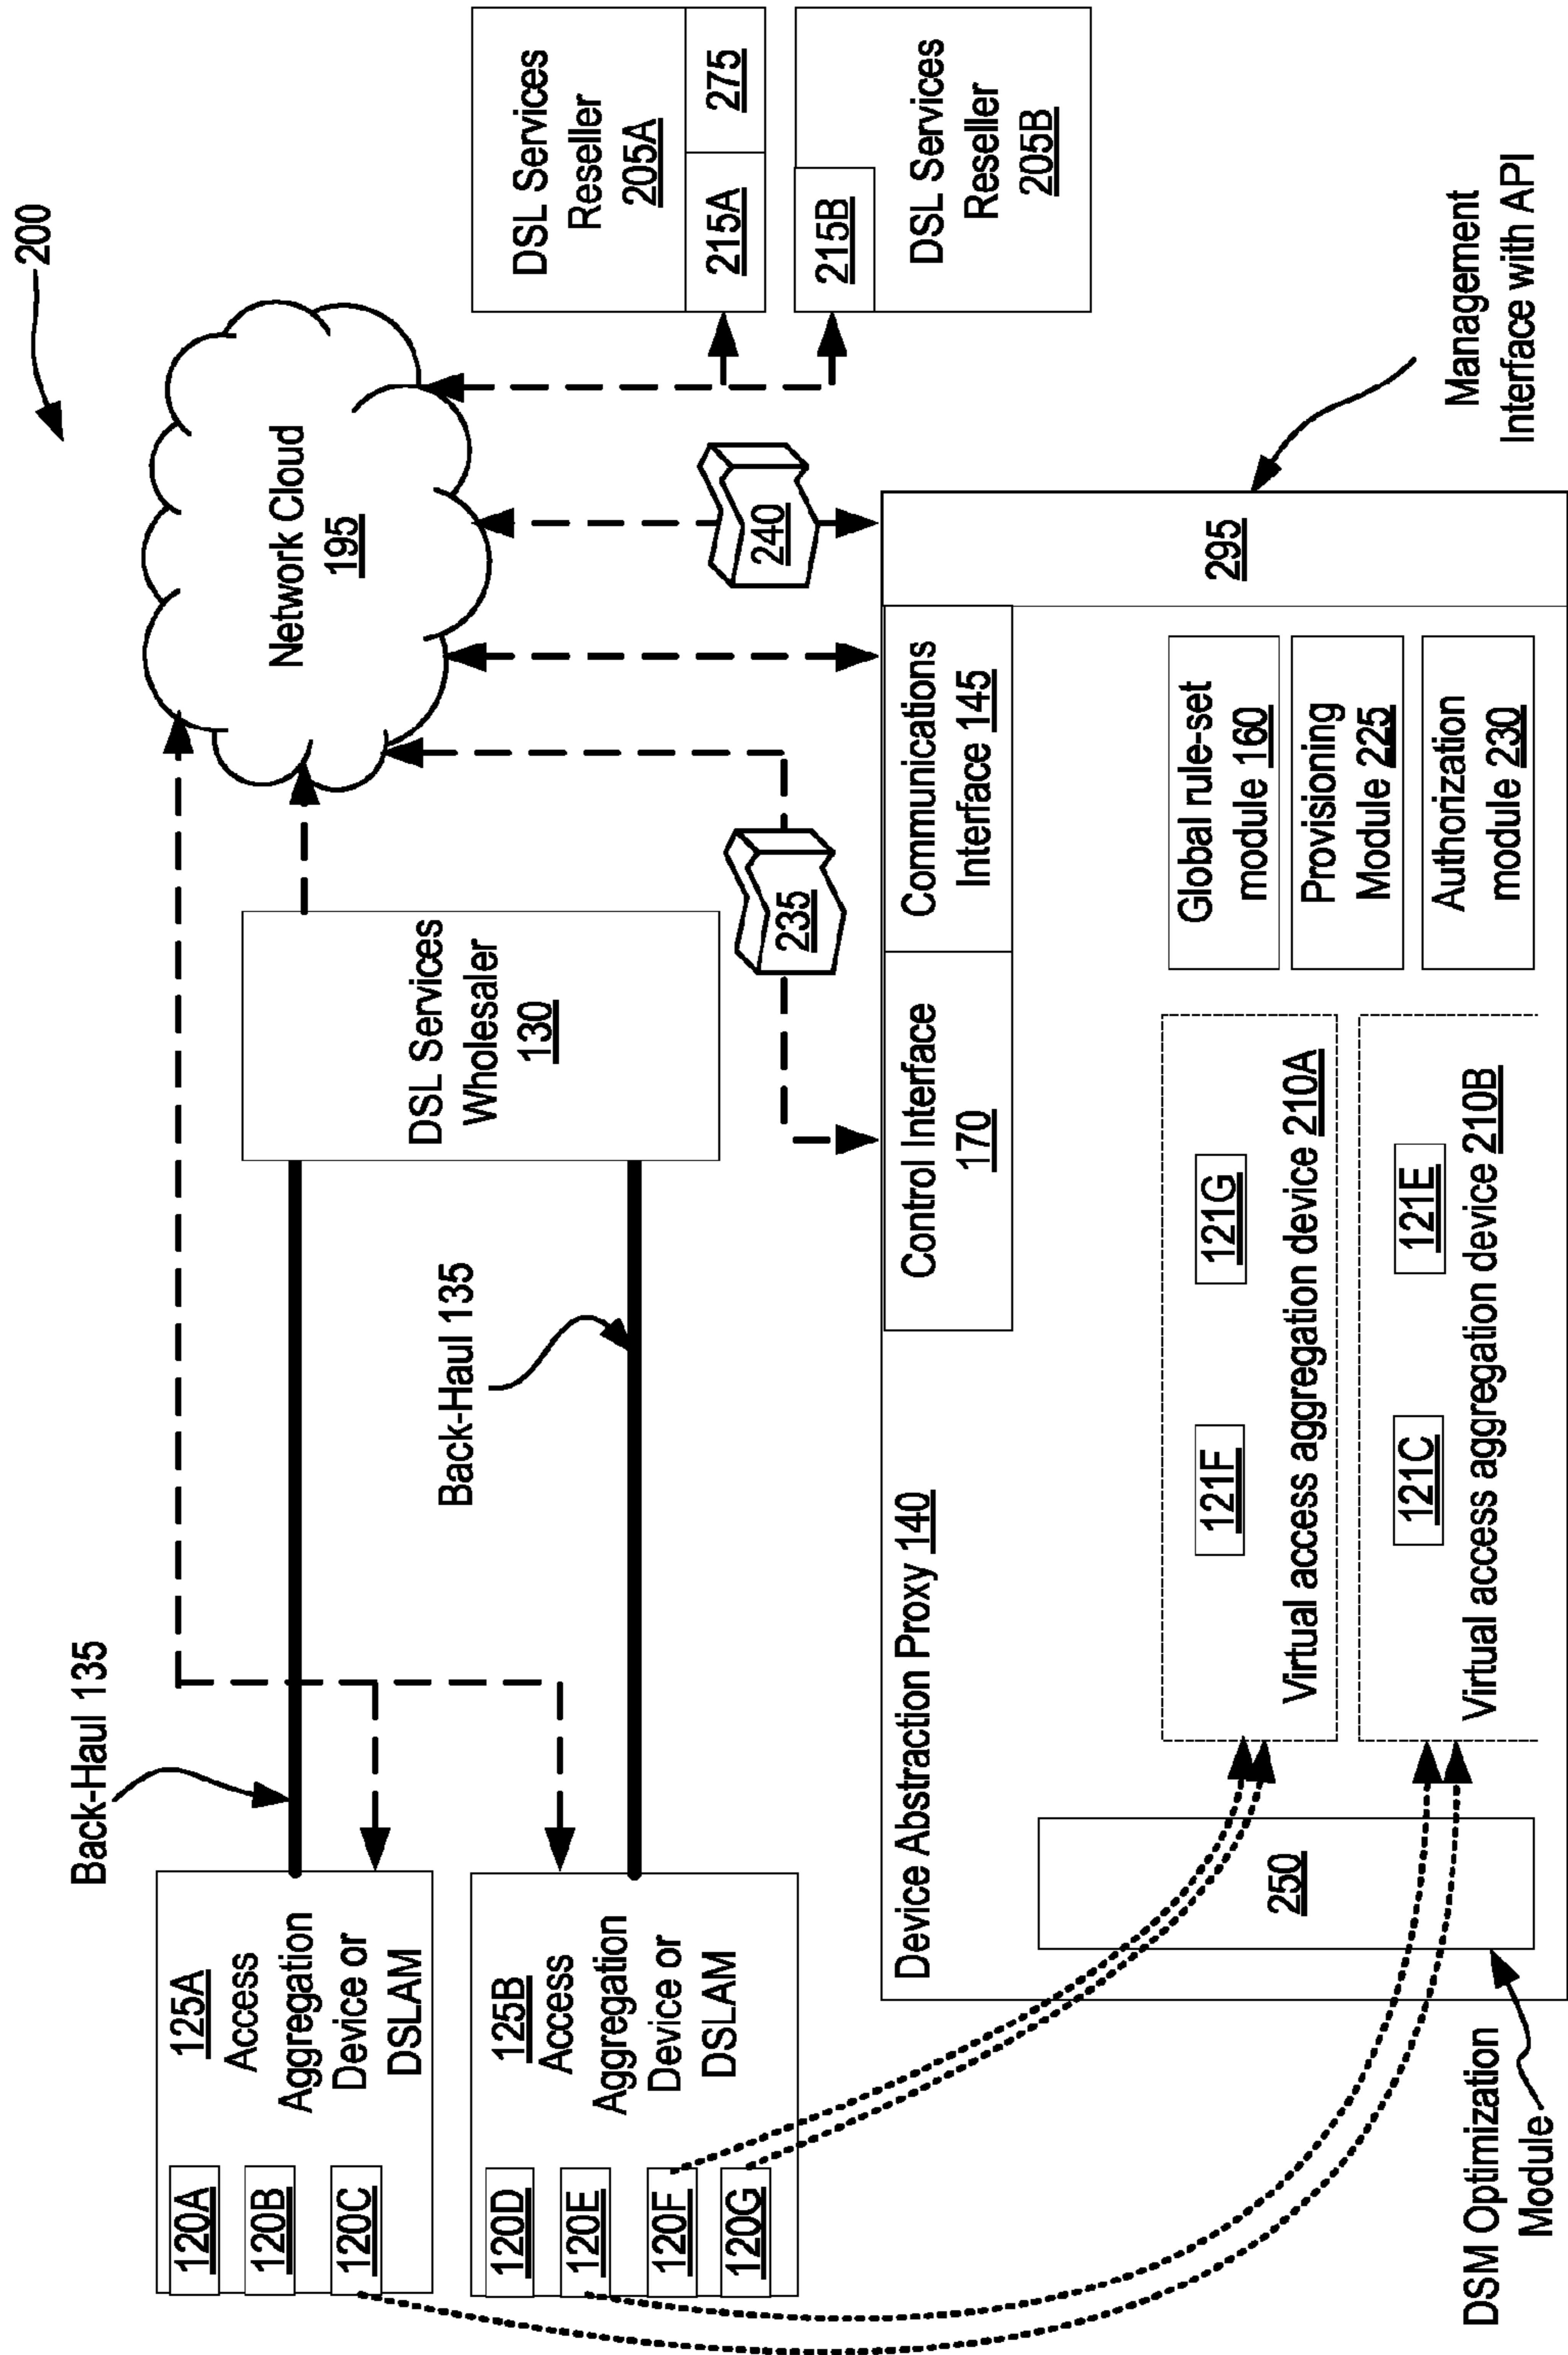 200
Back-Haul 135
125A
Access
Aggregation
Device or
DSLAM
120A
120B
120C
125B
Access
Aggregation
Device or
DSLAM
120D
120E
120F
120G
Back-Haul 135
DSL Services
Wholesaler
130
Network Cloud
195
DSL Services
Reseller
205A
215A
275
215B
DSL Services
Reseller
205B
235
240
Device Abstraction Proxy 140
Control Interface
170
Communications
Interface 145
295
Management
Interface with API
Global rule-set
module 160
Provisioning
Module 225
Authorization
module 230
121F
121G
Virtual access aggregation device 210A
121C
121E
Virtual access aggregation device 210B
250
DSM Optimization
Module